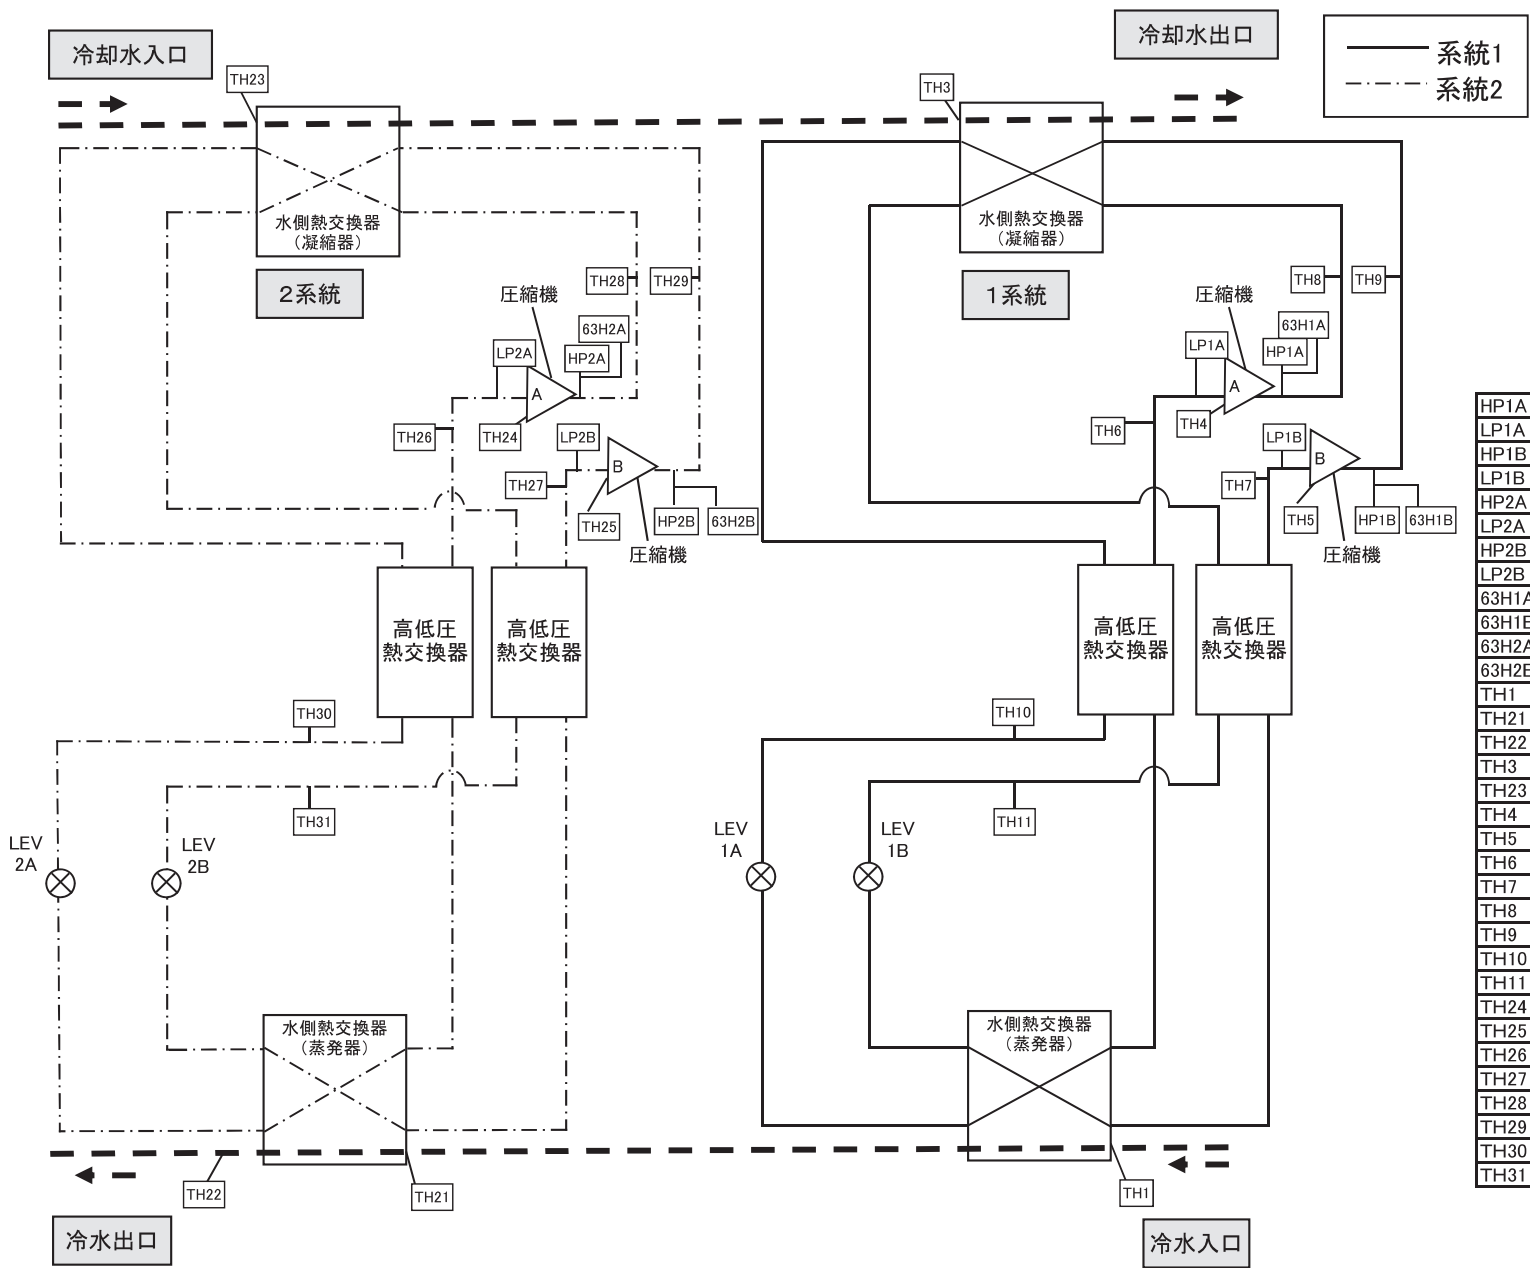 冷却水入口
冷却水出口
系統1
系統2
TH23
TH3
水側熱交換器
(凝縮器)
水側熱交換器
(凝縮器)
2系統
1系統
TH28
TH29
TH8
TH9
圧縮機
圧縮機
63H2A
63H1A
LP2A
HP2A
LP1A
HP1A
A
A
TH26
TH24
LP2B
TH6
TH4
LP1B
B
B
TH27
TH7
TH25
HP2B
63H2B
TH5
HP1B
63H1B
圧縮機
圧縮機
高低圧
熱交換器
高低圧
熱交換器
高低圧
熱交換器
高低圧
熱交換器
TH30
TH10
TH31
TH11
LEV
2A
LEV
2B
LEV
1A
LEV
1B
水側熱交換器
(蒸発器)
水側熱交換器
(蒸発器)
TH22
TH21
TH1
冷水出口
冷水入口
HP1A
LP1A
HP1B
LP1B
HP2A
LP2A
HP2B
LP2B
63H1A
63H1B
63H2A
63H2B
TH1
TH21
TH22
TH3
TH23
TH4
TH5
TH6
TH7
TH8
TH9
TH10
TH11
TH24
TH25
TH26
TH27
TH28
TH29
TH30
TH31